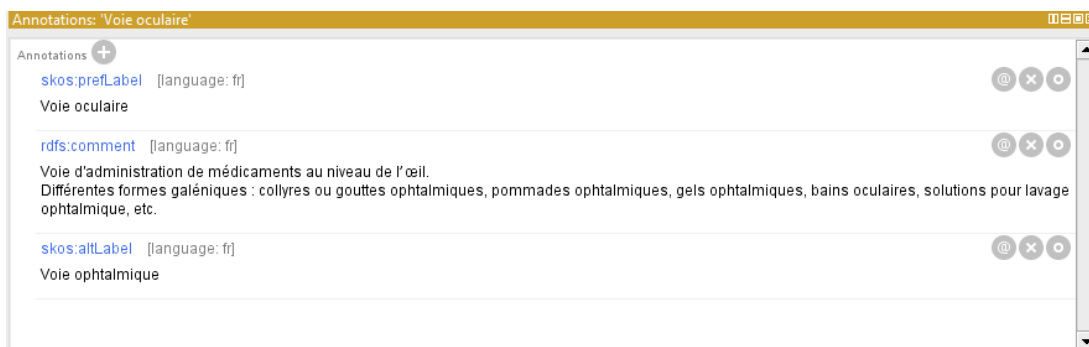 Annotations: 'Voie oculaire'
Annotations
skos:prefLabel [language: fr]
Voie oculaire
rdfs:comment [language: fr]
Voie d'administration de médicaments au niveau de l'œil.
Différentes formes galéniques : collyres ou gouttes ophtalmiques, pommades ophtalmiques, gels ophtalmiques, bains oculaires, solutions pour lavage
ophtalmique, etc.
skos:altLabel [language: fr]
Voie ophtalmique